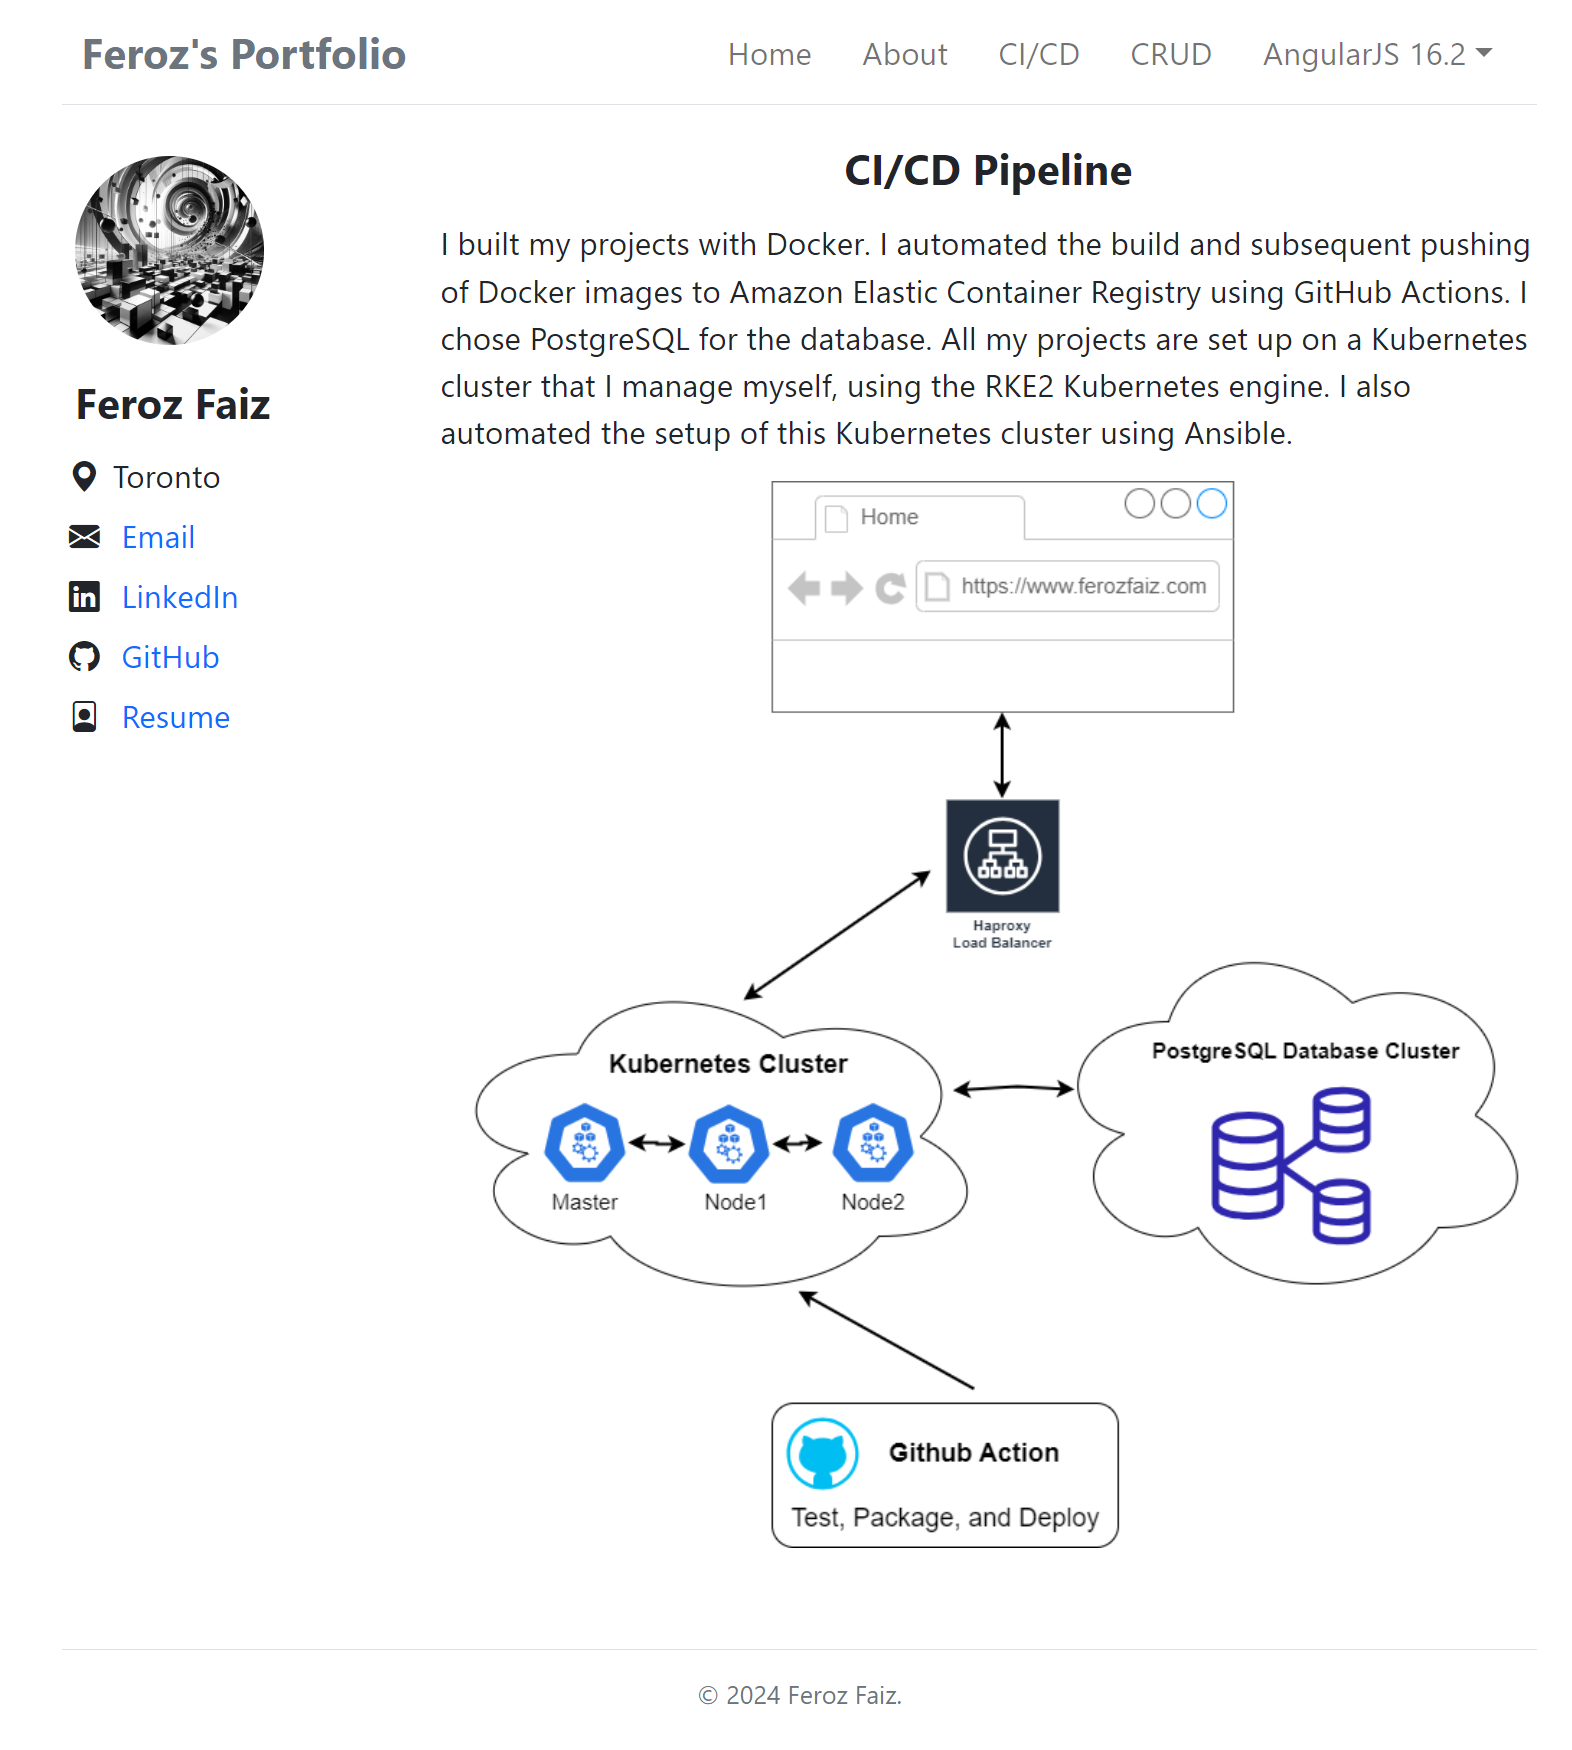 Feroz's Portfolio
Home About CI/CD CRUD AngularJS 16.2
Feroz Faiz
Toronto
Email
LinkedIn
GitHub
Resume
CI/CD Pipeline
I built my projects with Docker. I automated the build and subsequent pushing
of Docker images to Amazon Elastic Container Registry using GitHub Actions. I
chose PostgreSQL for the database. All my projects are set up on a Kubernetes
cluster that I manage myself, using the RKE2 Kubernetes engine. I also
automated the setup of this Kubernetes cluster using Ansible.
Home
https://www.ferozfaiz.com
Haproxy
Load Balancer
Kubernetes Cluster
Master Node1 Node2
PostgreSQL Database Cluster
Github Action
Test, Package, and Deploy
© 2024 Feroz Faiz.